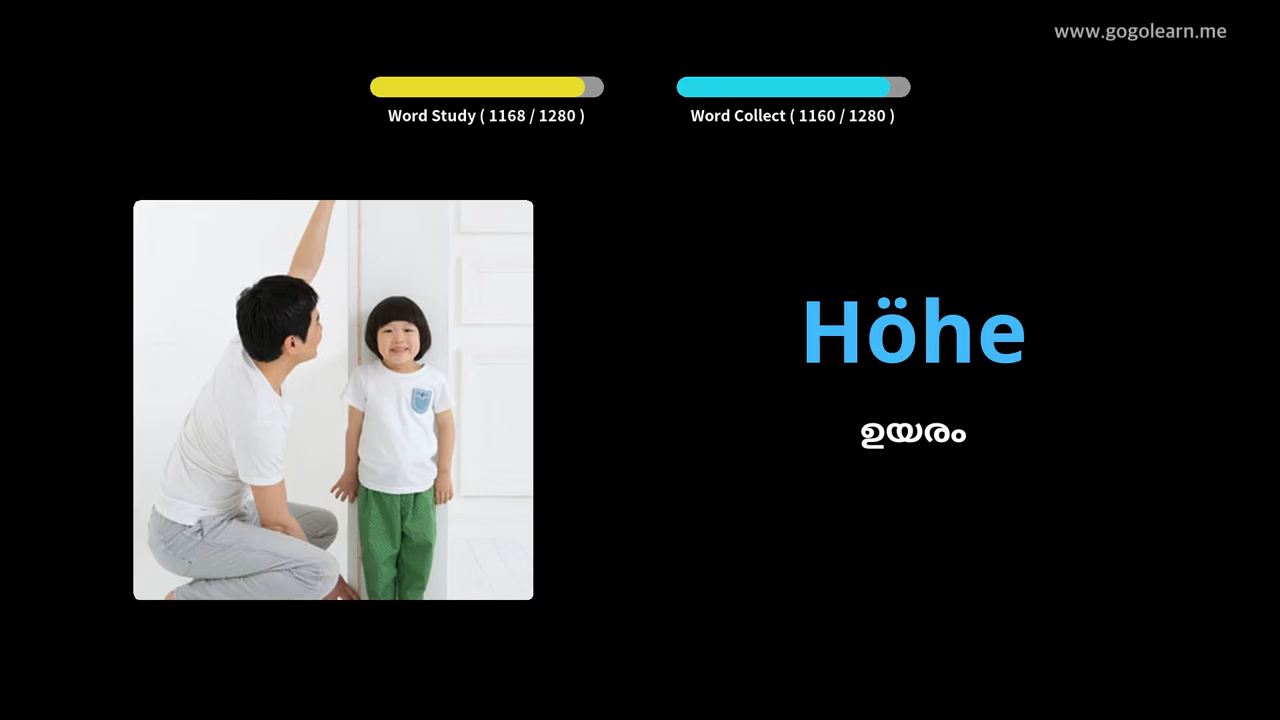 www.gogolearn.me
Word Study ( 1168 / 1280 )
Word Collect ( 1160 / 1280 )
Höhe
ഉയരം